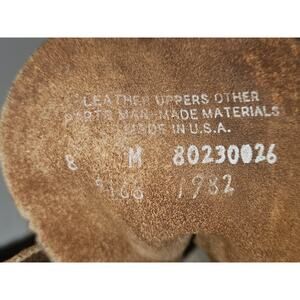 LEATHER UPPERS OTHER
PARTS MAN-MADE MATERIALS
MADE IN U.S.A.
8 M 80230026
1982